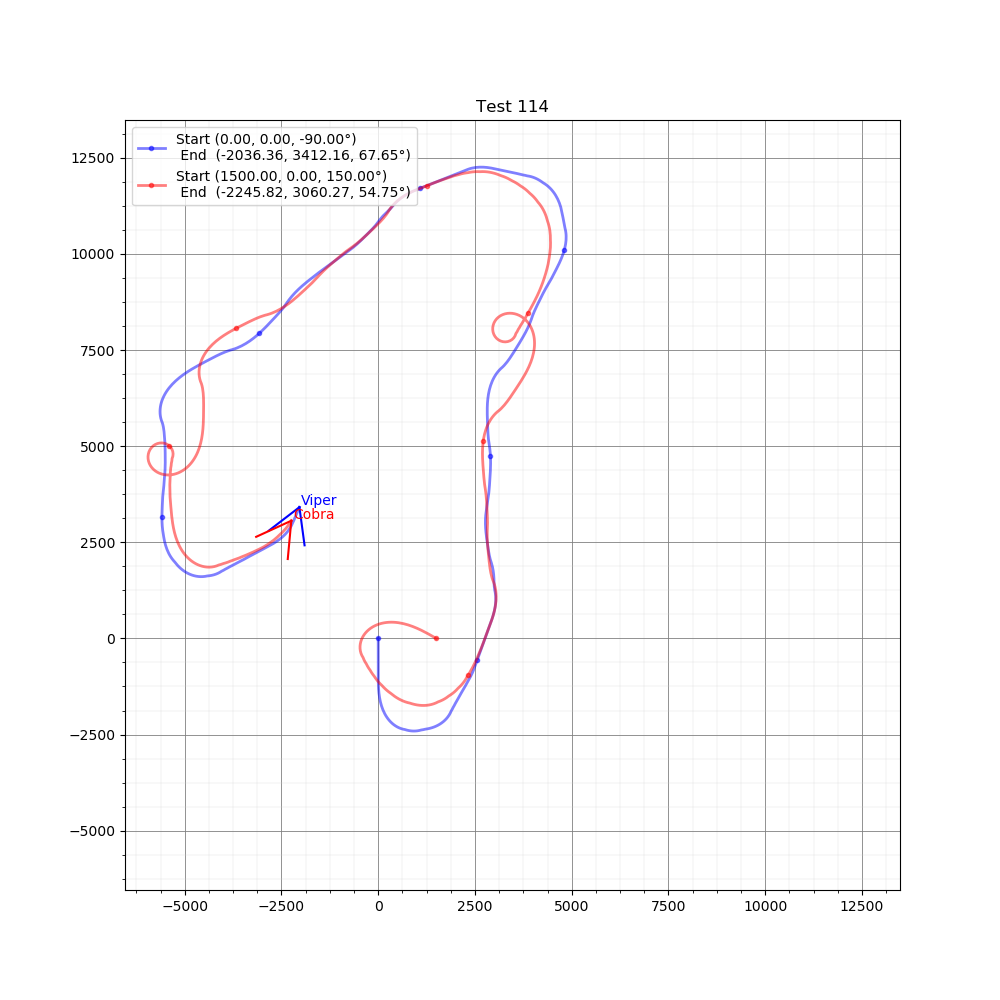 Test 114
Start (0.00, 0.00, -90.00°)
End (-2036.36, 3412.16, 67.65°)
Start (1500.00, 0.00, 150.00°)
End (-2245.82, 3060.27, 54.75°)
12500
10000
7500
5000
2500
0
−2500
−5000
Viper
Cobra
−5000 −2500 0 2500 5000 7500 10000 12500